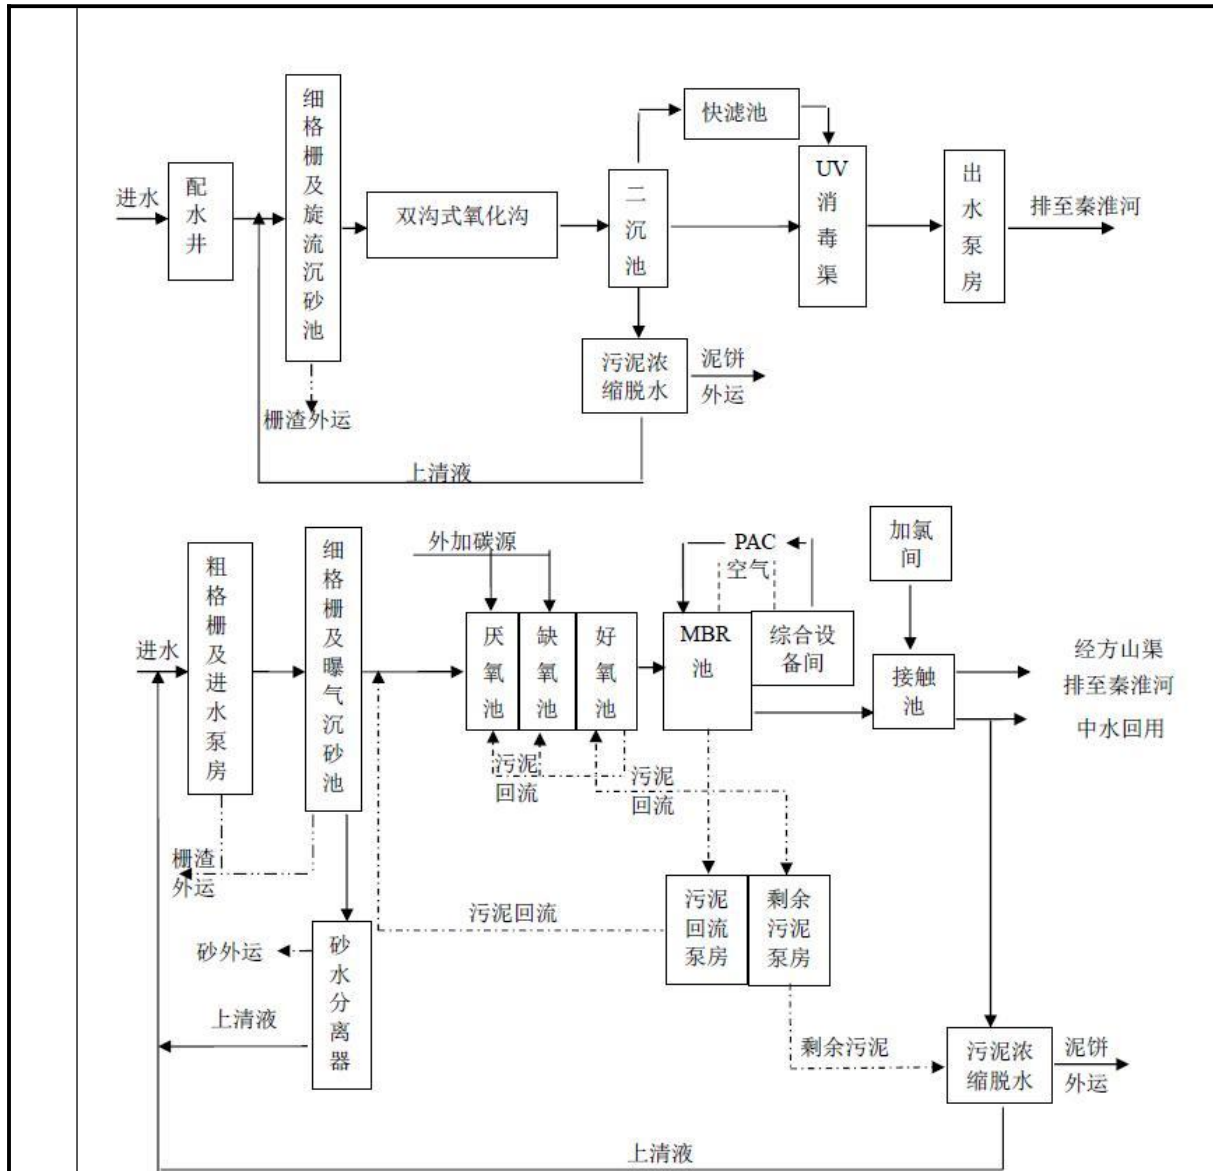 进水
配水井
细格栅及旋流沉砂池
栅渣外运
双沟式氧化沟
二沉池
快滤池
UV
消毒渠
出水泵房
排至秦淮河
污泥浓
缩脱水
泥饼
外运
上清液
进水
粗格栅及进水泵房
细格栅及曝气沉砂池
栅渣
外运
砂外运
砂水分离器
上清液
外加碳源
厌氧池
缺氧池
好氧池
污泥
回流
污泥
回流
PAC
空气
MBR
池
综合设
备间
加氯
间
接触
池
经方山渠
排至秦淮河
中水回用
污泥回流
污泥
回流
泵房
剩余
污泥
泵房
剩余污泥
污泥浓
缩脱水
泥饼
外运
上清液